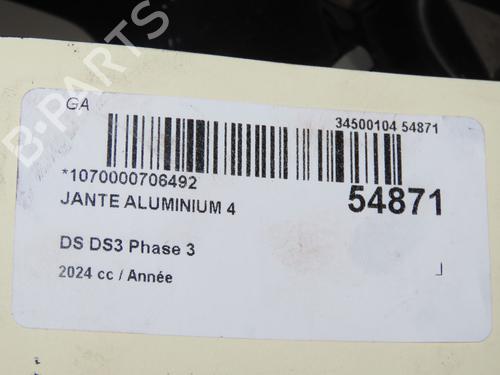 GA
34500104 54871
*1070000706492
54871
JANTE ALUMINIUM 4
DS DS3 Phase 3
2024 cc / Année
B-PARTS